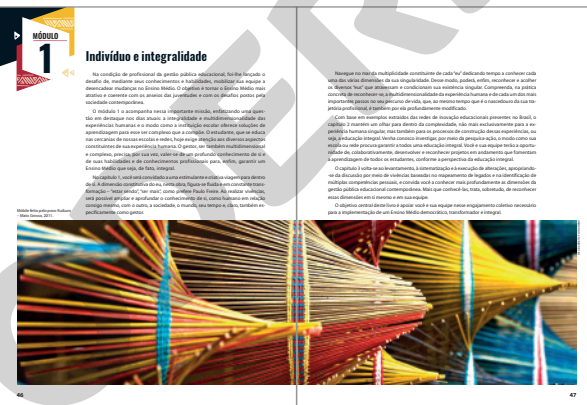 MÓDULO
1
Indivíduo e integralidade
Na condição de profissional da gestão pública educacional, foi-lhe lançado o
desafio de, mediante seus conhecimentos e habilidades, mobilizar sua equipe a
desencadear mudanças no Ensino Médio. O objetivo é tornar o Ensino Médio mais
atrativo e coerente com os anseios das juventudes e com os desafios postos pela
sociedade contemporânea.
O módulo 1 o acompanha nessa importante missão, enfatizando uma ques-
tão em destaque nos dias atuais: a integralidade e multidimensionalidade das
experiências humanas e o modo como a instituição escolar oferece soluções de
aprendizagem para esse ser complexo que a compõe. O estudante, que se educa
nas cercanias de nossas escolas e redes, hoje exige atenção aos diversos aspectos
constituintes de sua experiência humana. O gestor, ser também multidimensional
e complexo, precisa, por sua vez, valer-se de um profundo conhecimento de si e
de suas habilidades e de conhecimentos profissionais para, enfim, garantir um
Ensino Médio que seja, de fato, integral.
No capítulo 1, você será convidado a uma estimulante e criativa viagem para dentro
de si. A dimensão constitutiva do eu, nesta obra, figura-se fluida e em constante trans-
formação – "estar sendo", "ser mais", como prefere Paulo Freire. Ao realizar vivências,
será possível ampliar e aprofundar o conhecimento de si, como humano em relação
consigo mesmo, com o outro, a sociedade, o mundo, seu tempo e, claro, também es-
pecificamente como gestor.
Navegue no mar da multiplicidade constituinte de cada "eu" dedicando tempo a conhecer cada
uma das várias dimensões da sua singularidade. Desse modo, poderá, enfim, reconhecer e acolher
os diversos "eus" que atravessam e condicionam sua existência singular. Compreenda, na prática
concreta de reconhecer-se, a multidimensionalidade da experiência humana e de cada um dos mais
importantes passos no seu percurso de vida, que, ao mesmo tempo que é o nascedouro da sua tra-
jetória profissional, é também por ela profundamente modificado.
Com base em exemplos extraídos das redes de inovação educacional presentes no Brasil, o
capítulo 2 mantém um olhar para dentro da complexidade, não mais exclusivamente para a ex-
periência humana singular, mas também para os processos de construção dessas experiências, ou
seja, a educação integral. Venha conosco investigar, por meio da pesquisa-ação, o modo como sua
escola ou rede procura garantir a todos uma educação integral. Você e sua equipe terão a oportu-
nidade de, colaborativamente, desenvolver e reconhecer projetos em andamento que fomentam
a aprendizagem de todos os estudantes, conforme a perspectiva da educação integral.
O capítulo 3 volta-se ao levantamento, à sistematização e à execução de alterações, apropriando-
-se da discussão por meio de vivências baseadas no mapeamento de legados e na identificação de
múltiplas competências pessoais, e convida você a conhecer mais profundamente as dimensões da
gestão pública educacional contemporânea. Mais que conhecê-las, trata, sobretudo, de reconhecer
essas dimensões em si mesmo e em sua equipe.
O objetivo central deste livro é apoiar você e sua equipe nesse engajamento coletivo necessário
para a implementação de um Ensino Médio democrático, transformador e integral.
– Mato Grosso, 2011.
46
47